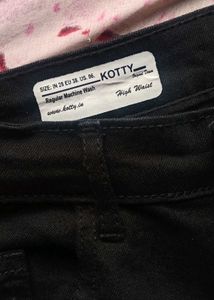 SIZE: IN 28 EU 38. US. 06.
KOTTY
Regular Machine Wash
www.kotty.in
High Waist